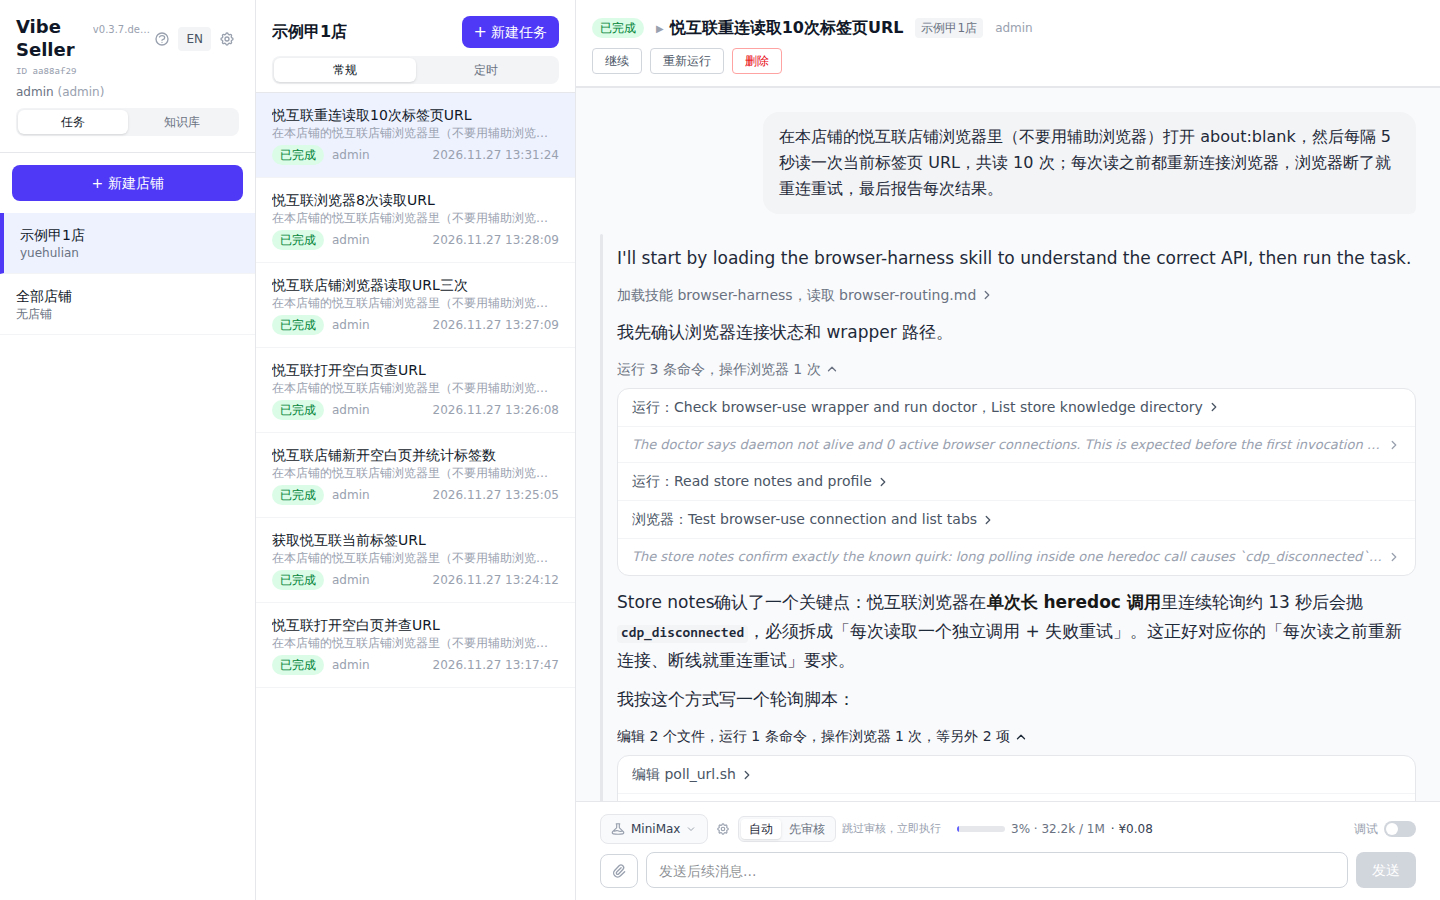 Vibe Seller
v0.3.7.de...
EN
ID aa88af29
admin (admin)
任务
知识库
+ 新建店铺
示例甲1店
yuehulian
全部店铺
无店铺
示例甲1店
+ 新建任务
常规
定时
悦互联重连读取10次标签页URL
在本店铺的悦互联店铺浏览器里（不要用辅助浏览...
已完成 admin 2026.11.27 13:31:24
悦互联浏览器8次读取URL
在本店铺的悦互联店铺浏览器里（不要用辅助浏览...
已完成 admin 2026.11.27 13:28:09
悦互联店铺浏览器读取URL三次
在本店铺的悦互联店铺浏览器里（不要用辅助浏览...
已完成 admin 2026.11.27 13:27:09
悦互联打开空白页查URL
在本店铺的悦互联店铺浏览器里（不要用辅助浏览...
已完成 admin 2026.11.27 13:26:08
悦互联店铺新开空白页并统计标签数
在本店铺的悦互联店铺浏览器里（不要用辅助浏览...
已完成 admin 2026.11.27 13:25:05
获取悦互联当前标签URL
在本店铺的悦互联店铺浏览器里（不要用辅助浏览...
已完成 admin 2026.11.27 13:24:12
悦互联打开空白页并查URL
在本店铺的悦互联店铺浏览器里（不要用辅助浏览...
已完成 admin 2026.11.27 13:17:47
已完成 ▶ 悦互联重连读取10次标签页URL 示例甲1店 admin
继续 重新运行 删除
在本店铺的悦互联店铺浏览器里（不要用辅助浏览器）打开 about:blank，然后每隔 5
秒读一次当前标签页 URL，共读 10 次；每次读之前都重新连接浏览器，浏览器断了就
重连重试，最后报告每次结果。
I'll start by loading the browser-harness skill to understand the correct API, then run the task.
加载技能 browser-harness，读取 browser-routing.md
我先确认浏览器连接状态和 wrapper 路径。
运行 3 条命令，操作浏览器 1 次
运行：Check browser-use wrapper and run doctor，List store knowledge directory
The doctor says daemon not alive and 0 active browser connections. This is expected before the first invocation ...
运行：Read store notes and profile
浏览器：Test browser-use connection and list tabs
The store notes confirm exactly the known quirk: long polling inside one heredoc call causes `cdp_disconnected`...
Store notes确认了一个关键点：悦互联浏览器在单次长 heredoc 调用里连续轮询约 13 秒后会抛
cdp_disconnected，必须拆成「每次读取一个独立调用 + 失败重试」。这正好对应你的「每次读之前重新
连接、断线就重连重试」要求。
我按这个方式写一个轮询脚本：
编辑 2 个文件，运行 1 条命令，操作浏览器 1 次，等另外 2 项
编辑 poll_url.sh
MiniMax
自动 先审核 跳过审核，立即执行 3% · 32.2k / 1M · ¥0.08 调试
发送后续消息...
发送